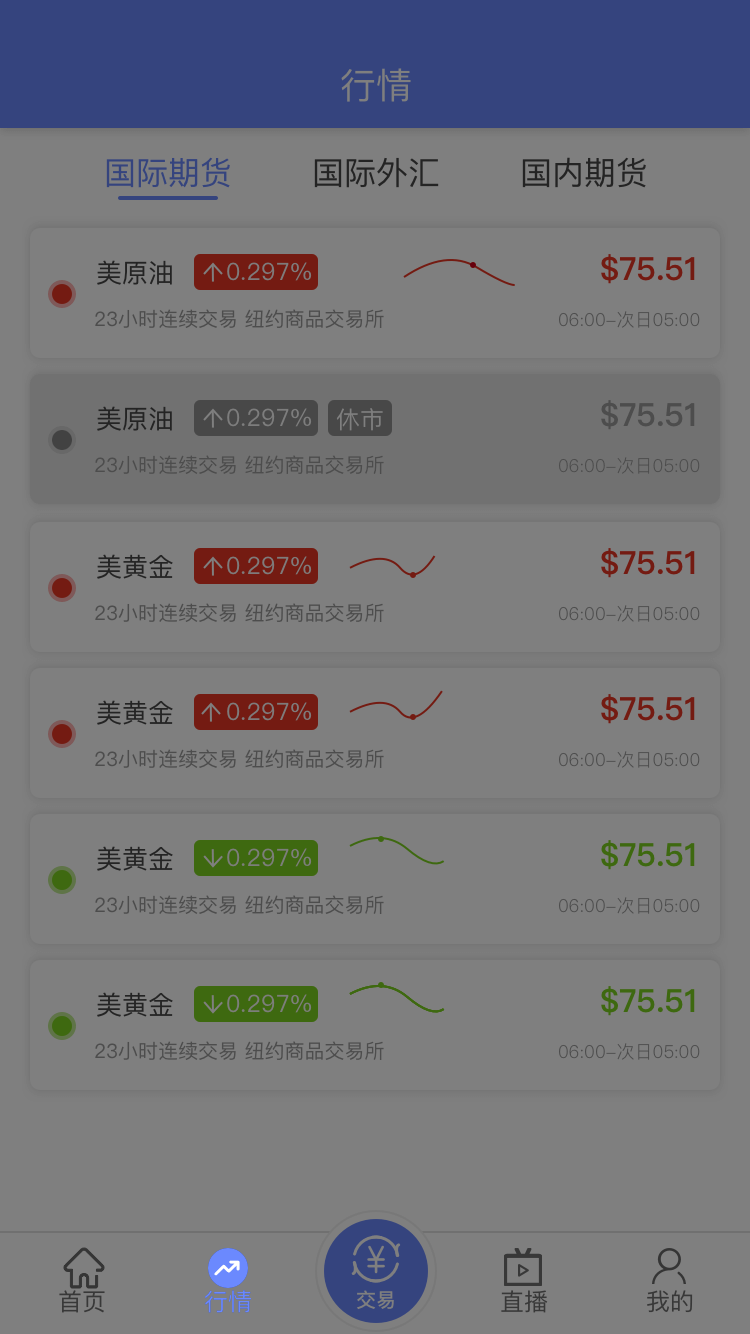 行情
国际期货 国际外汇 国内期货
美原油 ↑0.297% $75.51
23小时连续交易 纽约商品交易所 06:00–次日05:00
美原油 ↑0.297% 休市 $75.51
23小时连续交易 纽约商品交易所 06:00–次日05:00
美黄金 ↑0.297% $75.51
23小时连续交易 纽约商品交易所 06:00–次日05:00
美黄金 ↑0.297% $75.51
23小时连续交易 纽约商品交易所 06:00–次日05:00
美黄金 ↓0.297% $75.51
23小时连续交易 纽约商品交易所 06:00–次日05:00
美黄金 ↓0.297% $75.51
23小时连续交易 纽约商品交易所 06:00–次日05:00
首页 行情 交易 直播 我的